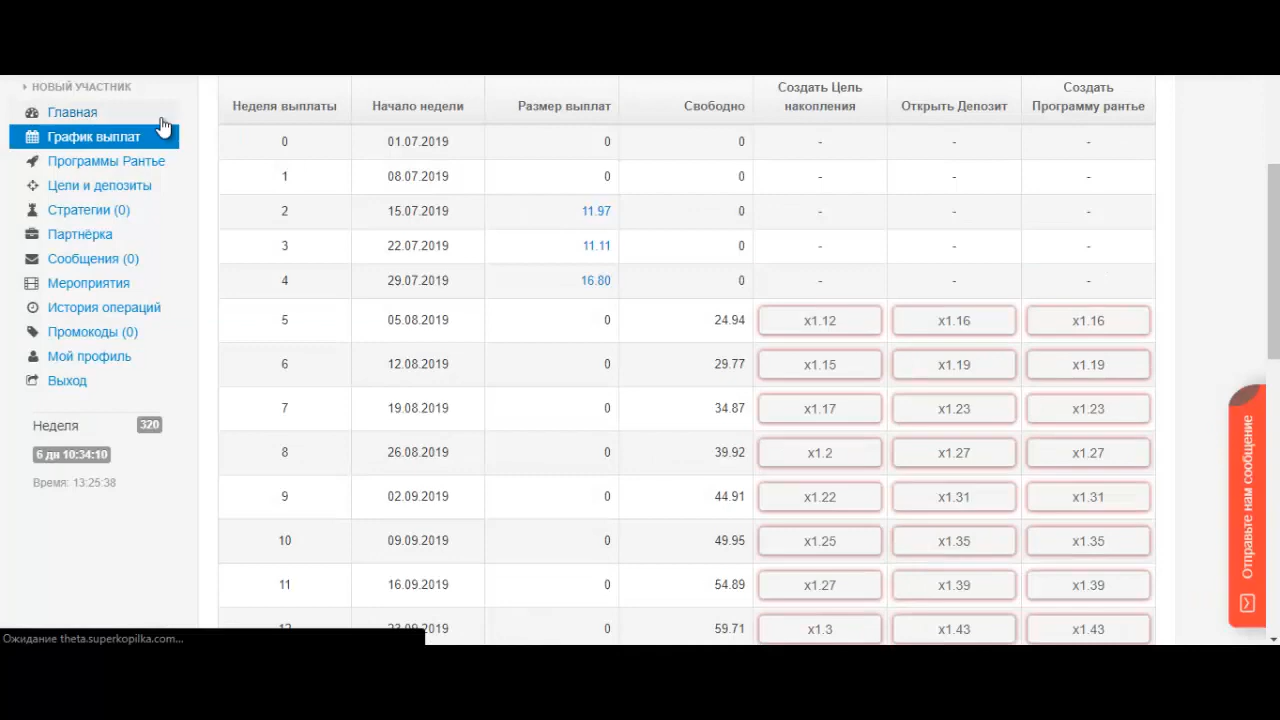 НОВЫЙ УЧАСТНИК
Главная
График выплат
Программы Рантье
Цели и депозиты
Стратегии (0)
Партнёрка
Сообщения (0)
Мероприятия
История операций
Промокоды (0)
Мой профиль
Выход
Неделя 320
6 дн 10:34:10
Время: 13:25:38
Неделя выплаты Начало недели Размер выплат Свободно Создать Цель накопления Открыть Депозит Создать Программу рантье
0 01.07.2019 0 0 - - -
1 08.07.2019 0 0 - - -
2 15.07.2019 11.97 0 - - -
3 22.07.2019 11.11 0 - - -
4 29.07.2019 16.80 0 - - -
5 05.08.2019 0 24.94 x1.12 x1.16 x1.16
6 12.08.2019 0 29.77 x1.15 x1.19 x1.19
7 19.08.2019 0 34.87 x1.17 x1.23 x1.23
8 26.08.2019 0 39.92 x1.2 x1.27 x1.27
9 02.09.2019 0 44.91 x1.22 x1.31 x1.31
10 09.09.2019 0 49.95 x1.25 x1.35 x1.35
11 16.09.2019 0 54.89 x1.27 x1.39 x1.39
12 23.09.2019 0 59.71 x1.3 x1.43 x1.43
Отправьте нам сообщение
Ожидание theta.superkopilka.com...